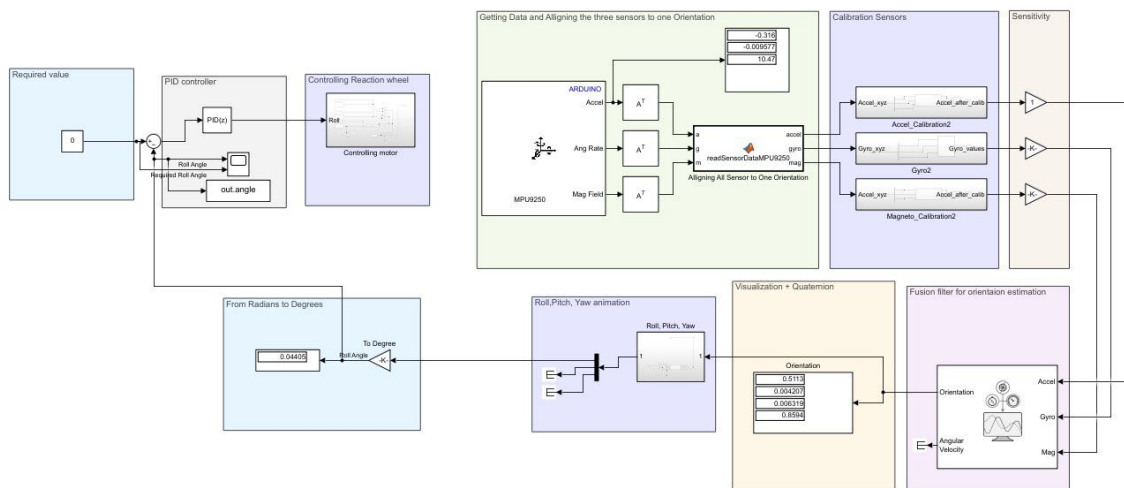 Required value
0
PID controller
+
-
PID(z)
Roll Angle
Required Roll Angle
out.angle
Controlling Reaction wheel
Roll
Controlling motor
Getting Data and Alligning the three sensors to one Orientation
-0.316
-0.009577
10.47
ARDUINO
Accel
Ang Rate
Mag Field
MPU9250
A^T
A^T
A^T
a
g
m
readSensorDataMPU9250
accel
gyro
mag
Alligning All Sensor to One Orientation
Calibration Sensors
Accel_xyz
Accel_after_calib
Accel_Calibration2
Gyro_xyz
Gyro_values
Gyro2
Accel_xyz
Accel_after_calib
Magneto_Calibration2
Sensitivity
1
-K-
-K-
From Radians to Degrees
0.04405
Roll Angle
To Degree
-K-
Roll,Pitch, Yaw animation
Roll, Pitch, Yaw
1
1
Visualization + Quaternion
Orientation
0.5113
0.004207
0.006319
0.8594
Fusion filter for orientaion estimation
Orientation
Angular
Velocity
Accel
Gyro
Mag